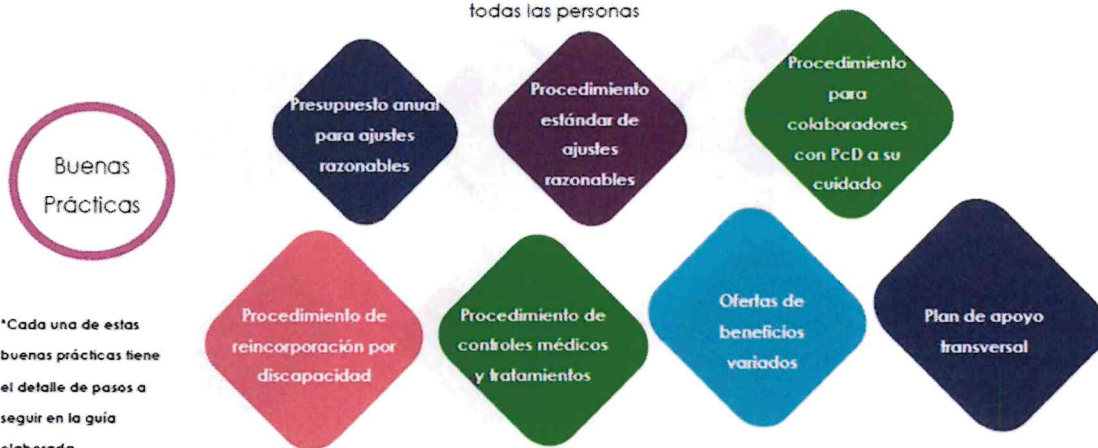 todas las personas
Presupuesto anual
para ajustes
razonables
Procedimiento
estándar de
ajustes
razonables
Procedimiento
para
colaboradores
con PcD a su
cuidado
Buenas
Prácticas
Procedimiento de
reincorporación por
discapacidad
Procedimiento de
controles médicos
y tratamientos
Ofertas de
beneficios
variados
Plan de apoyo
transversal
*Cada una de estas
buenas prácticas tiene
el detalle de pasos a
seguir en la guía
elaborada